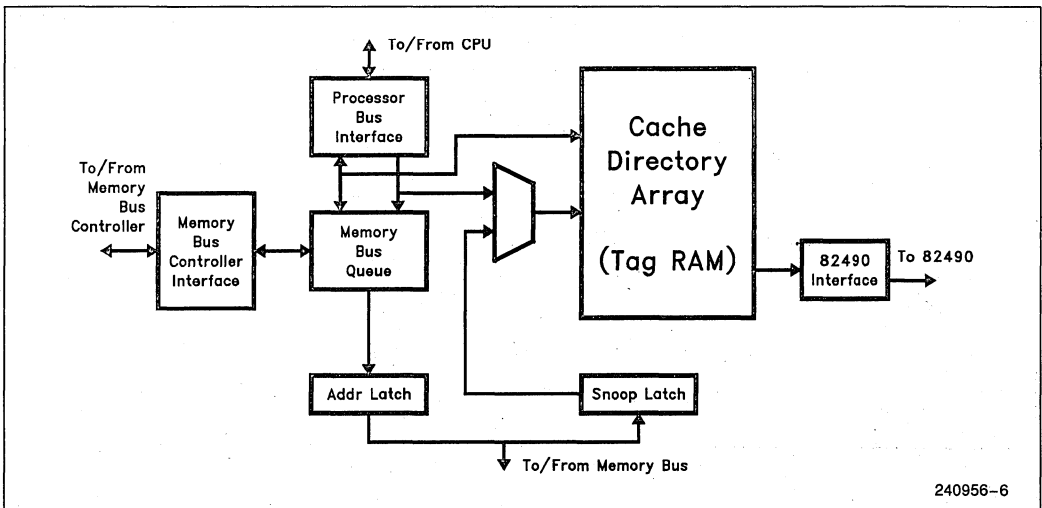 To/From CPU
Processor
Bus
Interface
To/From
Memory
Bus
Controller
Memory
Bus
Controller
Interface
Memory
Bus
Queue
Cache
Directory
Array
(Tag RAM)
82490
Interface
To 82490
Addr Latch
Snoop Latch
To/From Memory Bus
240956-6